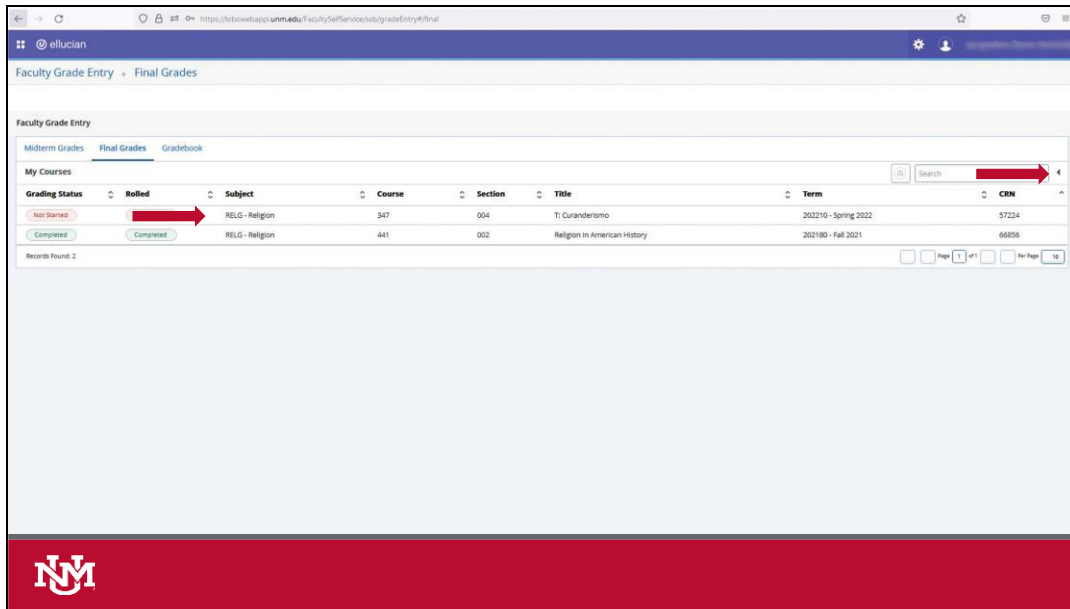 https://lobowebapp.unm.edu/FacultySelfService/ssb/gradeEntry#/final
ellucian
Faculty Grade Entry • Final Grades
Faculty Grade Entry
Midterm Grades Final Grades Gradebook
My Courses Search
Grading Status Rolled Subject Course Section Title Term CRN
Not Started RELG - Religion 347 004 T: Curanderismo 202210 - Spring 2022 57224
Completed Completed RELG - Religion 441 002 Religion in American History 202180 - Fall 2021 66856
Records Found: 2 Page 1 of 1 Per Page 10
NM